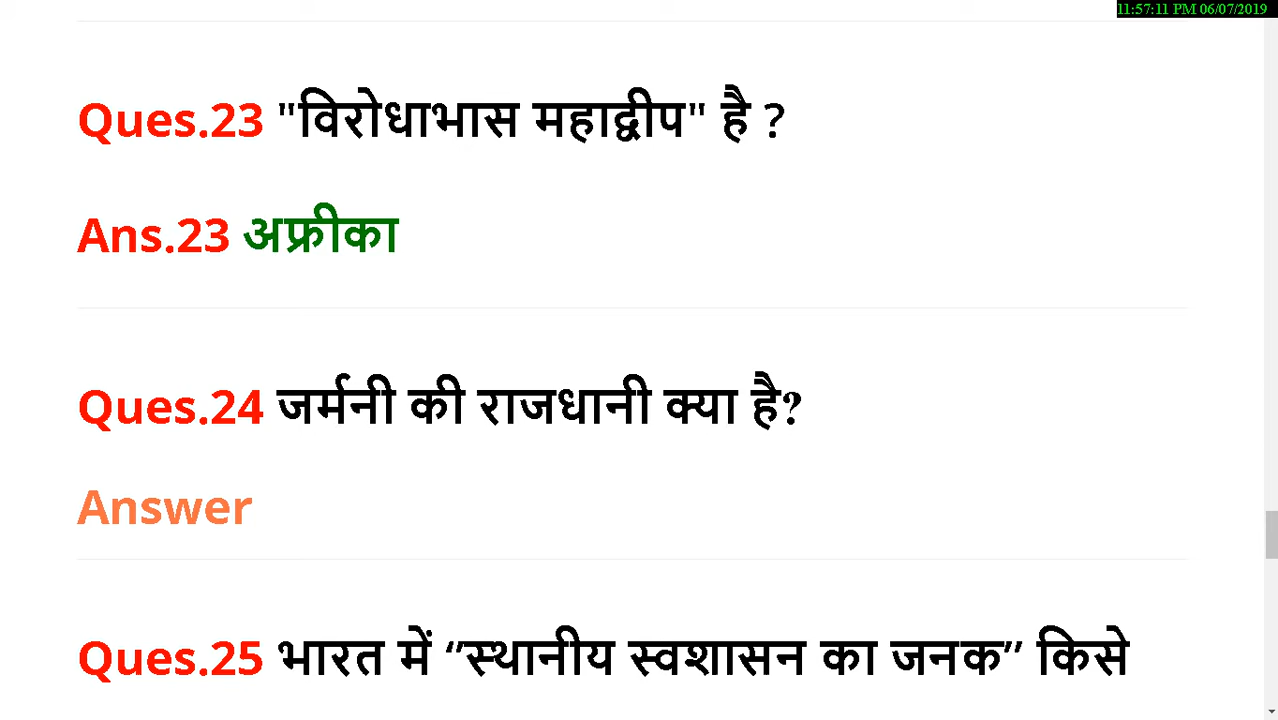 11:57:11 PM 06/07/2019
Ques.23 "विरोधाभास महाद्वीप" है ?
Ans.23 अफ्रीका
Ques.24 जर्मनी की राजधानी क्या है?
Answer
Ques.25 भारत में “स्थानीय स्वशासन का जनक” किसे